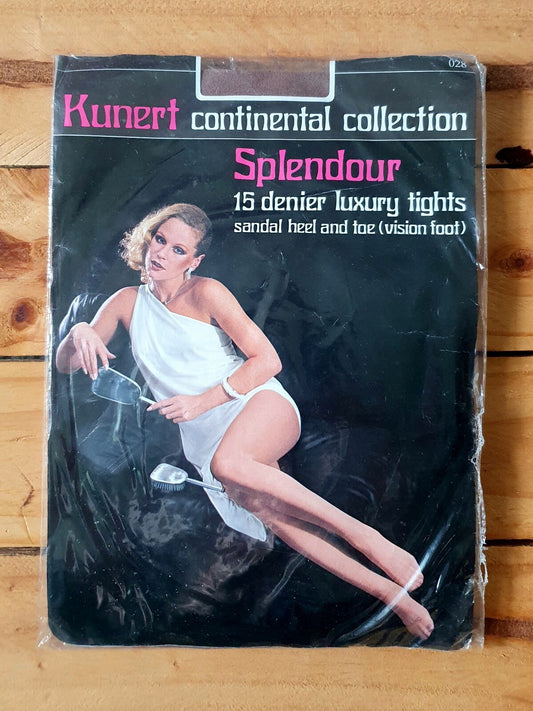 028
Kunert continental collection
Splendour
15 denier luxury tights
sandal heel and toe (vision foot)